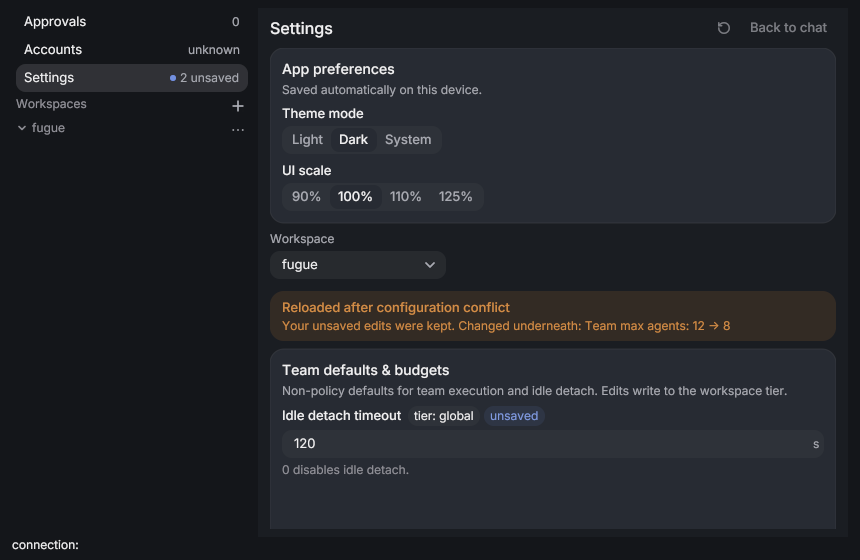 Approvals 0
Accounts unknown
Settings 2 unsaved
Workspaces +
fugue ...
connection:
Settings Back to chat
App preferences
Saved automatically on this device.
Theme mode
Light Dark System
UI scale
90% 100% 110% 125%
Workspace
fugue
Reloaded after configuration conflict
Your unsaved edits were kept. Changed underneath: Team max agents: 12 → 8
Team defaults & budgets
Non-policy defaults for team execution and idle detach. Edits write to the workspace tier.
Idle detach timeout tier: global unsaved
120 s
0 disables idle detach.